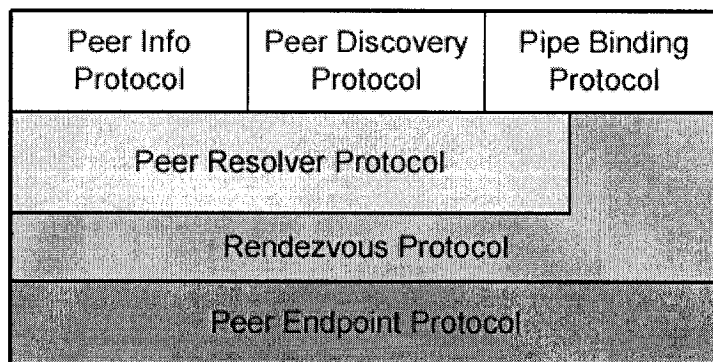 Peer Info
Protocol
Peer Discovery
Protocol
Pipe Binding
Protocol
Peer Resolver Protocol
Rendezvous Protocol
Peer Endpoint Protocol